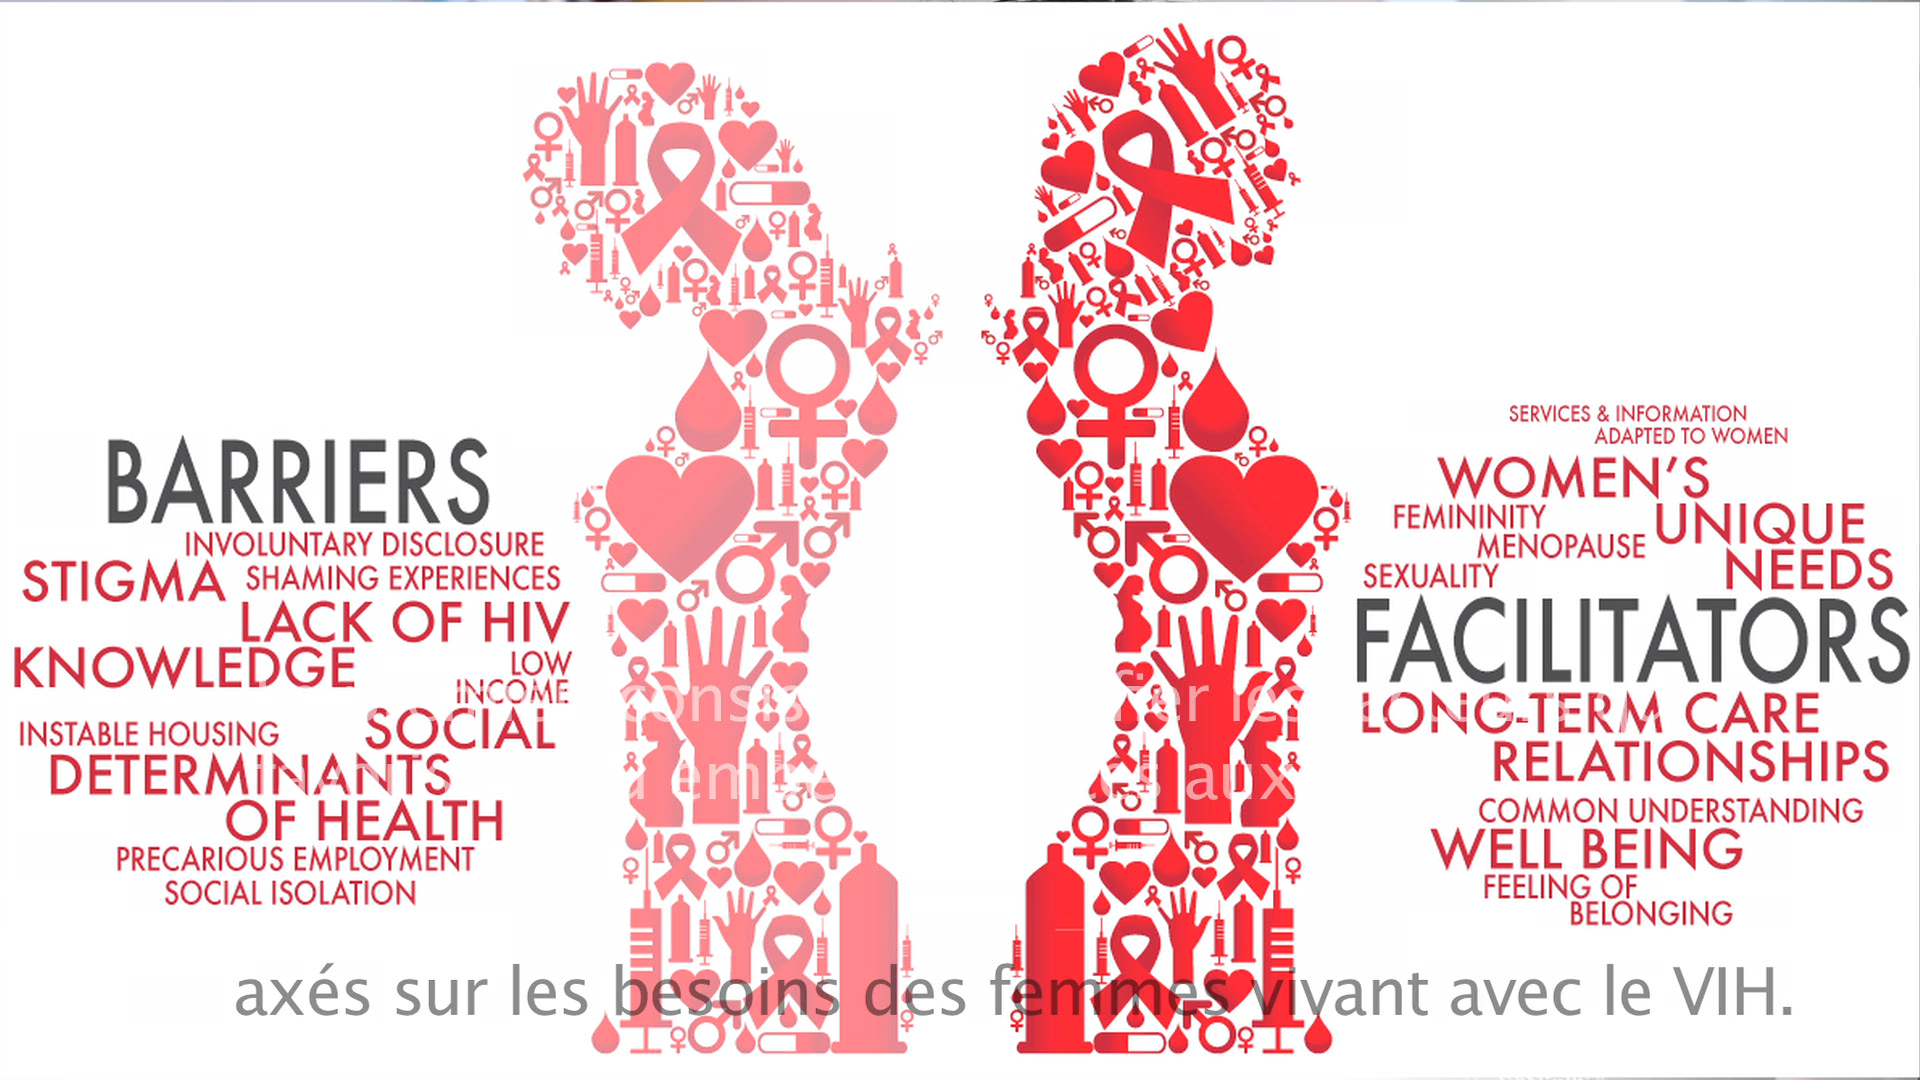 BARRIERS
INVOLUNTARY DISCLOSURE
STIGMA SHAMING EXPERIENCES
LACK OF HIV
KNOWLEDGE
LOW
INCOME
SOCIAL
INSTABLE HOUSING
DETERMINANTS
OF HEALTH
PRECARIOUS EMPLOYMENT
SOCIAL ISOLATION
SERVICES & INFORMATION
ADAPTED TO WOMEN
WOMEN'S
FEMININITY
UNIQUE
MENOPAUSE
NEEDS
SEXUALITY
FACILITATORS
LONG-TERM CARE
RELATIONSHIPS
COMMON UNDERSTANDING
WELL BEING
FEELING OF
BELONGING
aux
axés sur les besoins des femmes vivant avec le VIH.